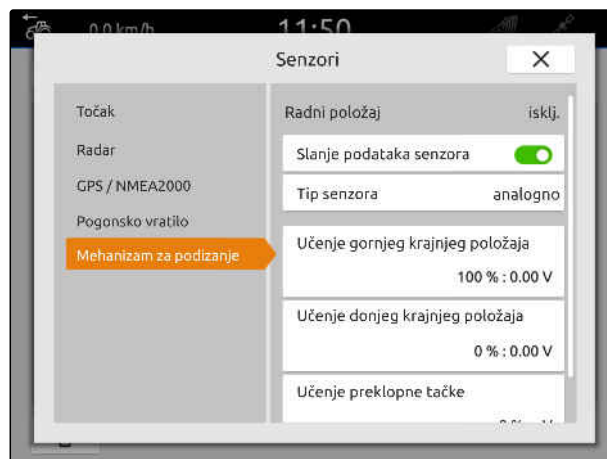 0.0 km/h
11:50
Senzori
Točak
Radar
GPS / NMEA2000
Pogonsko vratilo
Mehanizam za podizanje
Radni položaj isklj.
Slanje podataka senzora
Tip senzora analogno
Učenje gornjeg krajnjeg položaja
100 % : 0.00 V
Učenje donjeg krajnjeg položaja
0 % : 0.00 V
Učenje preklopne tačke